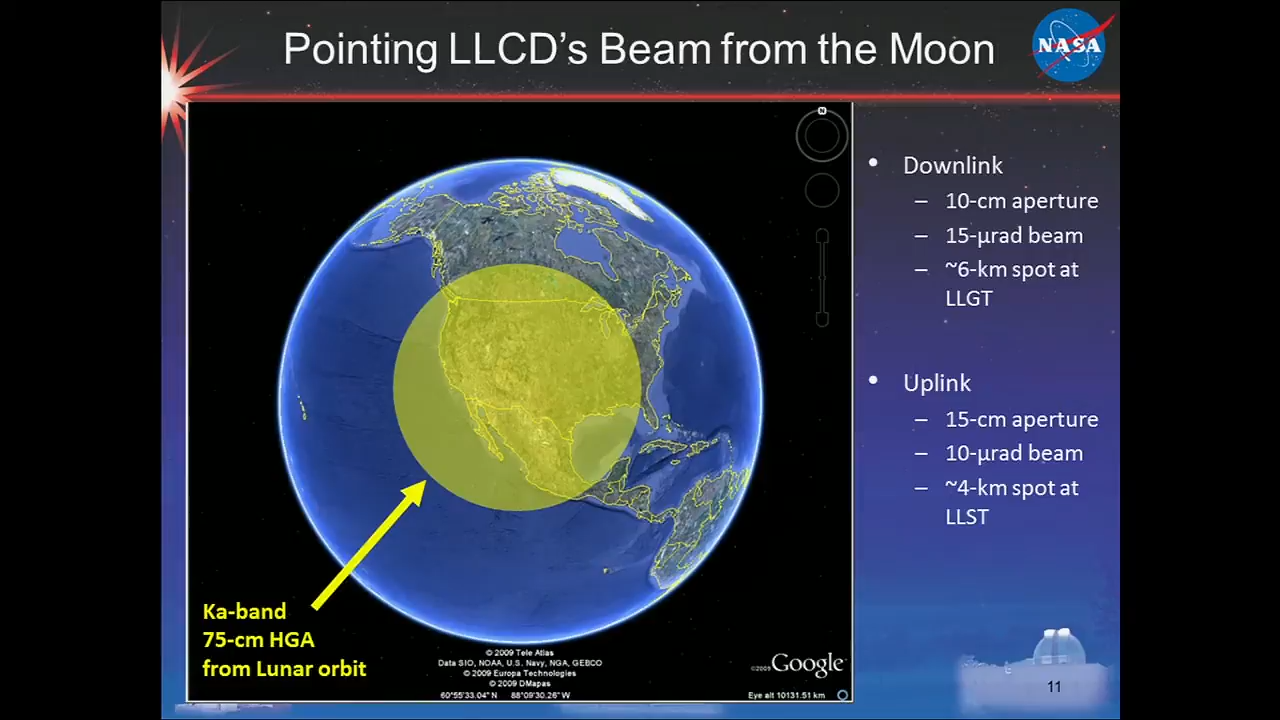 Pointing LLCD's Beam from the Moon
NASA
N
• Downlink
– 10-cm aperture
– 15-µrad beam
– ~6-km spot at
LLGT
• Uplink
– 15-cm aperture
– 10-µrad beam
– ~4-km spot at
LLST
Ka-band
75-cm HGA
from Lunar orbit
© 2009 Tele Atlas
Data SIO, NOAA, U.S. Navy, NGA, GEBCO
© 2009 Europa Technologies
© 2009 DMapas
60°55'33.04" N 88°09'30.26" W
©2009 Google
Eye alt 10131.51 km
11